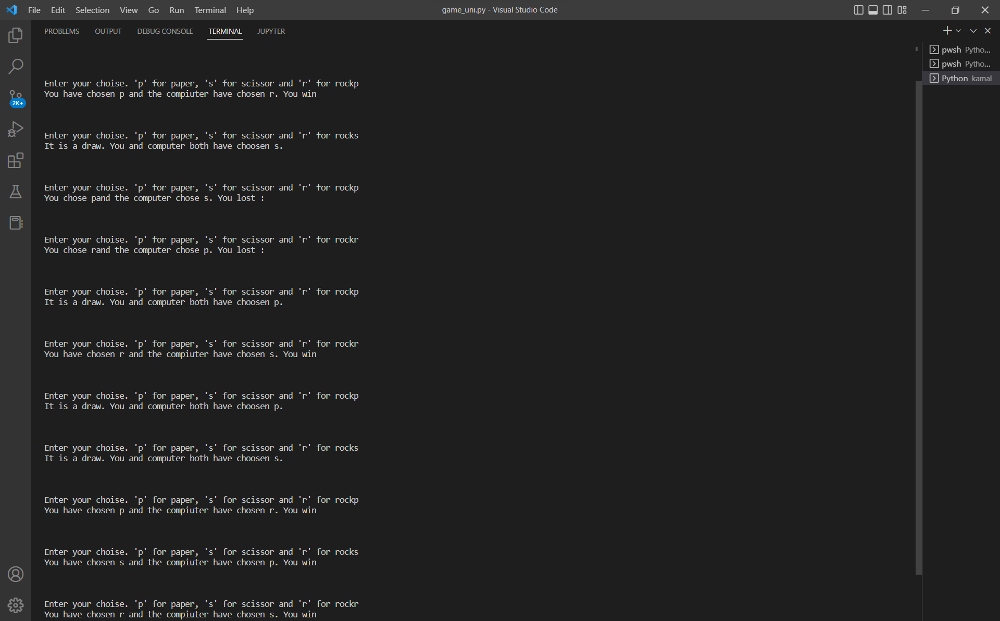 File Edit Selection View Go Run Terminal Help game_uni.py - Visual Studio Code
PROBLEMS OUTPUT DEBUG CONSOLE TERMINAL JUPYTER
pwsh Pytho...
pwsh Pytho...
Python kamal
2K+
Enter your choise. 'p' for paper, 's' for scissor and 'r' for rockp
You have chosen p and the compiuter have chosen r. You win
Enter your choise. 'p' for paper, 's' for scissor and 'r' for rocks
It is a draw. You and computer both have choosen s.
Enter your choise. 'p' for paper, 's' for scissor and 'r' for rockp
You chose pand the computer chose s. You lost :
Enter your choise. 'p' for paper, 's' for scissor and 'r' for rockr
You chose rand the computer chose p. You lost :
Enter your choise. 'p' for paper, 's' for scissor and 'r' for rockp
It is a draw. You and computer both have choosen p.
Enter your choise. 'p' for paper, 's' for scissor and 'r' for rockr
You have chosen r and the compiuter have chosen s. You win
Enter your choise. 'p' for paper, 's' for scissor and 'r' for rockp
It is a draw. You and computer both have choosen p.
Enter your choise. 'p' for paper, 's' for scissor and 'r' for rocks
It is a draw. You and computer both have choosen s.
Enter your choise. 'p' for paper, 's' for scissor and 'r' for rockp
You have chosen p and the compiuter have chosen r. You win
Enter your choise. 'p' for paper, 's' for scissor and 'r' for rocks
You have chosen s and the compiuter have chosen p. You win
Enter your choise. 'p' for paper, 's' for scissor and 'r' for rockr
You have chosen r and the compiuter have chosen s. You win